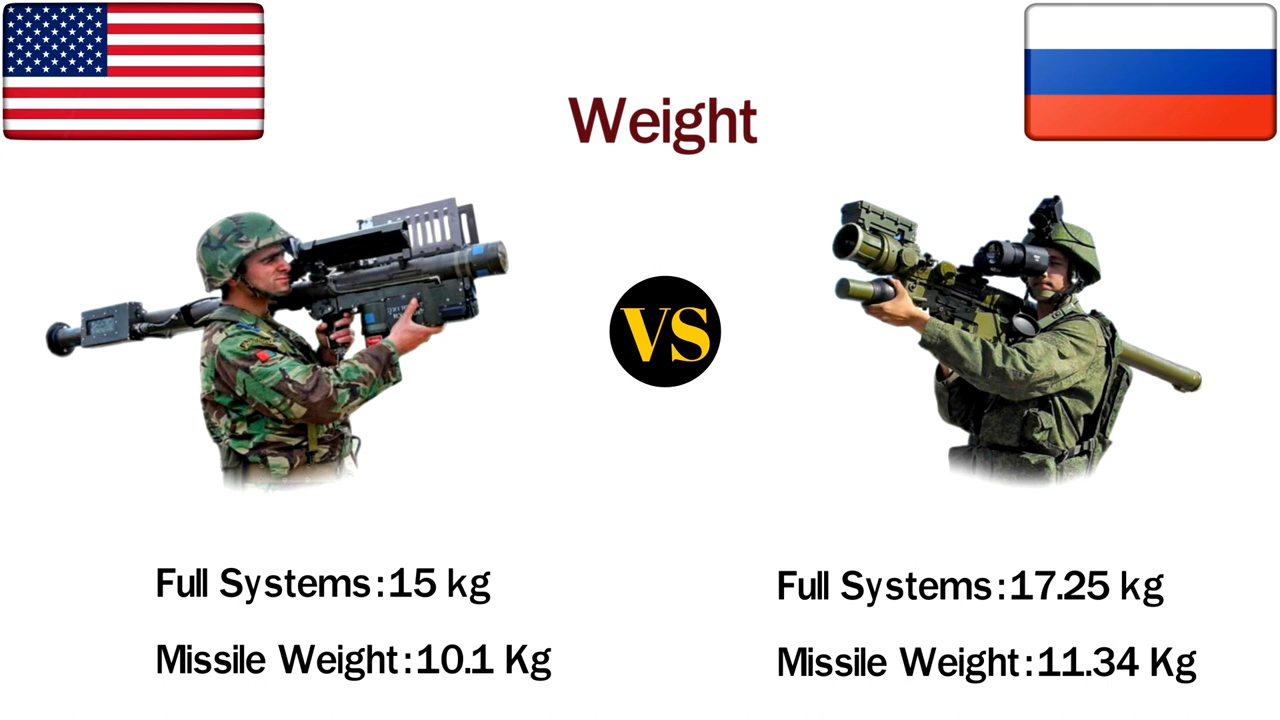 Weight
VS
Full Systems:15 kg
Missile Weight:10.1 Kg
Full Systems:17.25 kg
Missile Weight:11.34 Kg